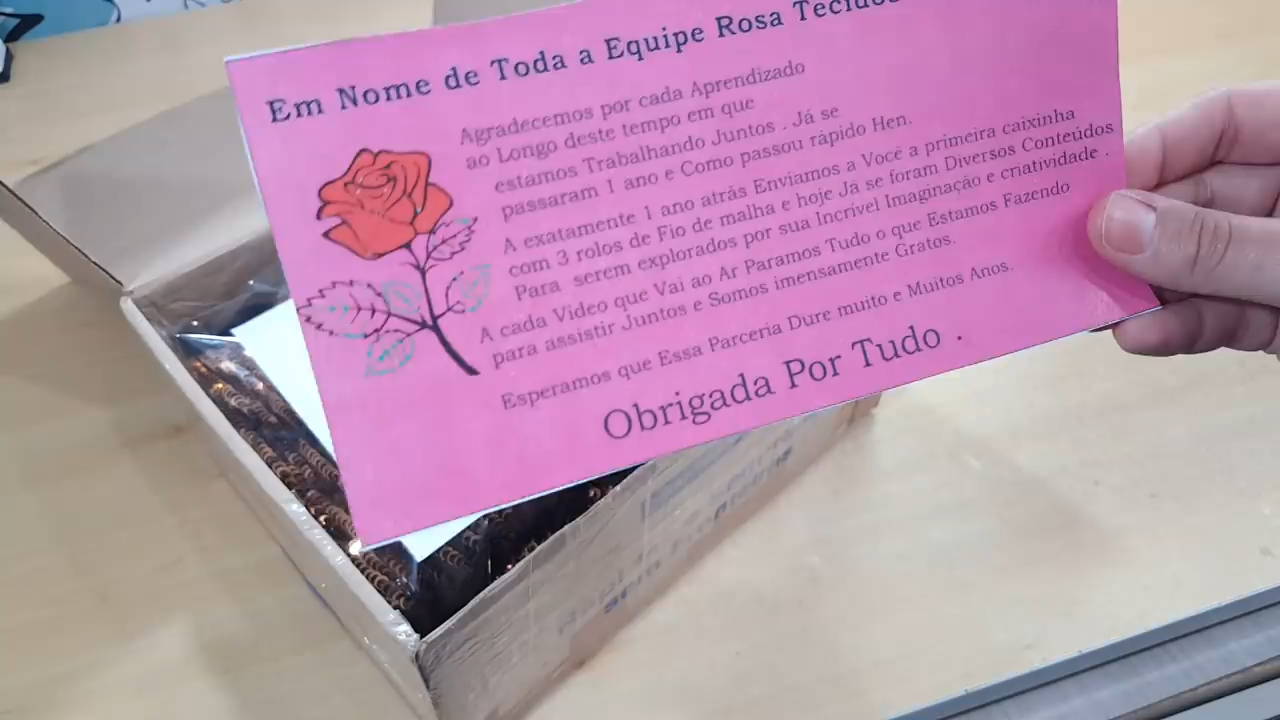 Em Nome de Toda a Equipe Rosa Tecidos
Agradecemos por cada Aprendizado
ao Longo deste tempo em que
estamos Trabalhando Juntos . Já se
passaram 1 ano e Como passou rápido Hen.
A exatamente 1 ano atrás Enviamos a Você a primeira caixinha
com 3 rolos de Fio de malha e hoje Já se foram Diversos Conteúdos
Para serem explorados por sua Incrível Imaginação e criatividade .
A cada Video que Vai ao Ar Paramos Tudo o que Estamos Fazendo
para assistir Juntos e Somos imensamente Gratos.
Esperamos que Essa Parceria Dure muito e Muitos Anos.
Obrigada Por Tudo .